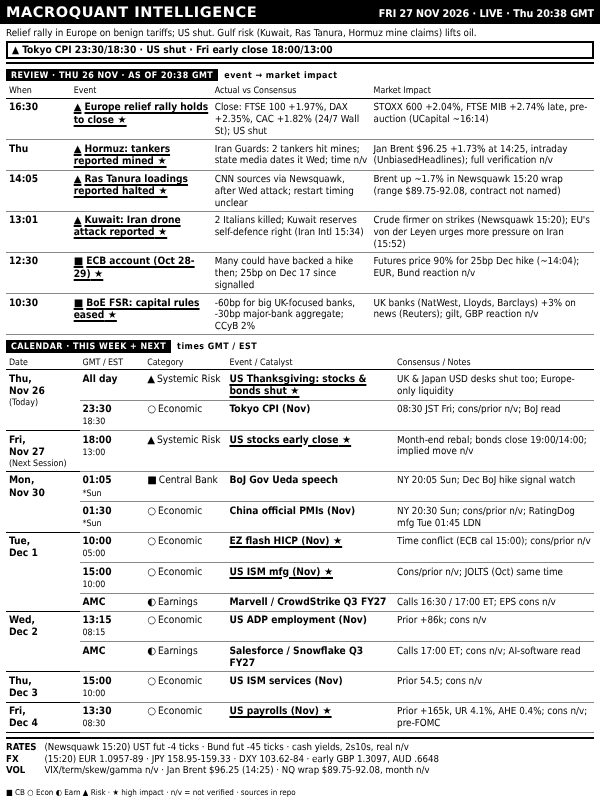 MACROQUANT INTELLIGENCE FRI 27 NOV 2026 · LIVE · Thu 20:38 GMT
Relief rally in Europe on benign tariffs; US shut. Gulf risk (Kuwait, Ras Tanura, Hormuz mine claims) lifts oil.
▲ Tokyo CPI 23:30/18:30 · US shut · Fri early close 18:00/13:00
REVIEW · THU 26 NOV · AS OF 20:38 GMT event → market impact
When Event Actual vs Consensus Market Impact
16:30 ▲ Europe relief rally holds Close: FTSE 100 +1.97%, DAX STOXX 600 +2.04%, FTSE MIB +2.74% late, pre-
to close ★ +2.35%, CAC +1.82% (24/7 Wall auction (UCapital ~16:14)
St); US shut
Thu ▲ Hormuz: tankers Iran Guards: 2 tankers hit mines; Jan Brent $96.25 +1.73% at 14:25, intraday
reported mined ★ state media dates it Wed; time n/v (UnbiasedHeadlines); full verification n/v
14:05 ▲ Ras Tanura loadings CNN sources via Newsquawk, Brent up ~1.7% in Newsquawk 15:20 wrap
reported halted ★ after Wed attack; restart timing (range $89.75-92.08, contract not named)
unclear
13:01 ▲ Kuwait: Iran drone 2 Italians killed; Kuwait reserves Crude firmer on strikes (Newsquawk 15:20); EU's
attack reported ★ self-defence right (Iran Intl 15:34) von der Leyen urges more pressure on Iran
(15:52)
12:30 ■ ECB account (Oct 28- Many could have backed a hike Futures price 90% for 25bp Dec hike (~14:04);
29) ★ then; 25bp on Dec 17 since EUR, Bund reaction n/v
signalled
10:30 ■ BoE FSR: capital rules -60bp for big UK-focused banks, UK banks (NatWest, Lloyds, Barclays) +3% on
eased ★ -30bp major-bank aggregate; news (Reuters); gilt, GBP reaction n/v
CCyB 2%
CALENDAR · THIS WEEK + NEXT times GMT / EST
Date GMT / EST Category Event / Catalyst Consensus / Notes
Thu, All day ▲ Systemic Risk US Thanksgiving: stocks & UK & Japan USD desks shut too; Europe-
Nov 26 bonds shut ★ only liquidity
(Today)
23:30 ○ Economic Tokyo CPI (Nov) 08:30 JST Fri; cons/prior n/v; BoJ read
18:30
Fri, 18:00 ▲ Systemic Risk US stocks early close ★ Month-end rebal; bonds close 19:00/14:00;
Nov 27 13:00 implied move n/v
(Next Session)
Mon, 01:05 ■ Central Bank BoJ Gov Ueda speech NY 20:05 Sun; Dec BoJ hike signal watch
Nov 30 *Sun
01:30 ○ Economic China official PMIs (Nov) NY 20:30 Sun; cons/prior n/v; RatingDog
*Sun mfg Tue 01:45 LDN
Tue, 10:00 ○ Economic EZ flash HICP (Nov) ★ Time conflict (ECB cal 15:00); cons/prior n/v
Dec 1 05:00
15:00 ○ Economic US ISM mfg (Nov) ★ Cons/prior n/v; JOLTS (Oct) same time
10:00
AMC ◐ Earnings Marvell / CrowdStrike Q3 FY27 Calls 16:30 / 17:00 ET; EPS cons n/v
Wed, 13:15 ○ Economic US ADP employment (Nov) Prior +86k; cons n/v
Dec 2 08:15
AMC ◐ Earnings Salesforce / Snowflake Q3 Calls 17:00 ET; cons n/v; AI-software read
FY27
Thu, 15:00 ○ Economic US ISM services (Nov) Prior 54.5; cons n/v
Dec 3 10:00
Fri, 13:30 ○ Economic US payrolls (Nov) ★ Prior +165k, UR 4.1%, AHE 0.4%; cons n/v;
Dec 4 08:30 pre-FOMC
RATES (Newsquawk 15:20) UST fut -4 ticks · Bund fut -45 ticks · cash yields, 2s10s, real n/v
FX (15:20) EUR 1.0957-89 · JPY 158.95-159.33 · DXY 103.62-84 · early GBP 1.3097, AUD .6648
VOL VIX/term/skew/gamma n/v · Jan Brent $96.25 (14:25) · NQ wrap $89.75-92.08, month n/v
■ CB ○ Econ ◐ Earn ▲ Risk · ★ high impact · n/v = not verified · sources in repo